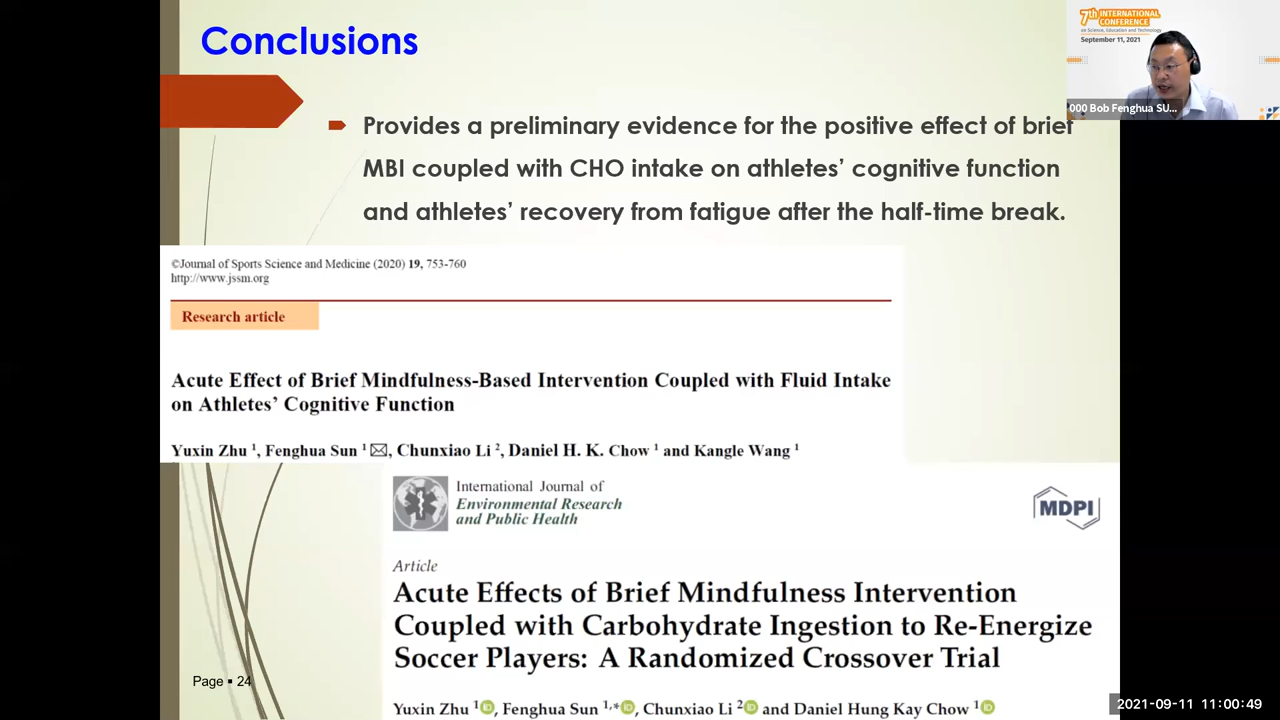 Conclusions
7th INTERNATIONAL
CONFERENCE
on Science, Education and Technology
September 11, 2021
000 Bob Fenghua SU...
Provides a preliminary evidence for the positive effect of brief
MBI coupled with CHO intake on athletes’ cognitive function
and athletes’ recovery from fatigue after the half-time break.
©Journal of Sports Science and Medicine (2020) 19, 753-760
http://www.jssm.org
Research article
Acute Effect of Brief Mindfulness-Based Intervention Coupled with Fluid Intake
on Athletes’ Cognitive Function
Yuxin Zhu 1, Fenghua Sun 1 ✉, Chunxiao Li 2, Daniel H. K. Chow 1 and Kangle Wang 1
International Journal of
Environmental Research
and Public Health
MDPI
Article
Acute Effects of Brief Mindfulness Intervention
Coupled with Carbohydrate Ingestion to Re-Energize
Soccer Players: A Randomized Crossover Trial
Yuxin Zhu 1, Fenghua Sun 1,*, Chunxiao Li 2 and Daniel Hung Kay Chow 1
Page ▪ 24
2021-09-11 11:00:49